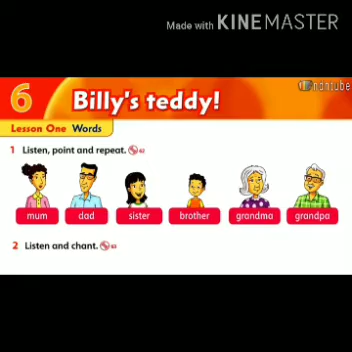 Made with KINEMASTER
nantube
6 Billy's teddy!
Lesson One Words
1 Listen, point and repeat.
mum dad sister brother grandma grandpa
2 Listen and chant.